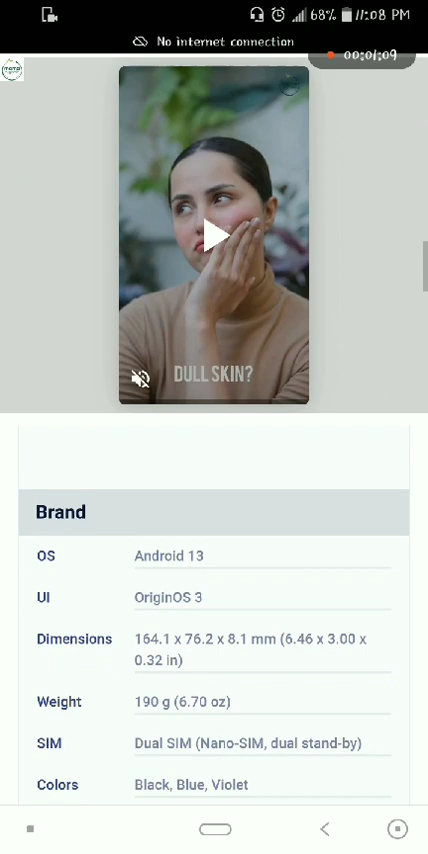 68% 11:08 PM
No internet connection
00:01:09
mama
DULL SKIN?
Brand
OS Android 13
UI OriginOS 3
Dimensions 164.1 x 76.2 x 8.1 mm (6.46 x 3.00 x
0.32 in)
Weight 190 g (6.70 oz)
SIM Dual SIM (Nano-SIM, dual stand-by)
Colors Black, Blue, Violet